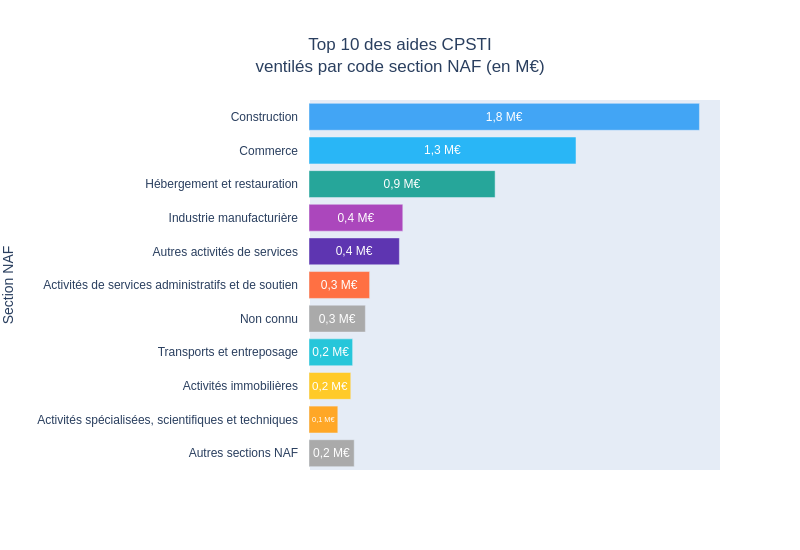 Top 10 des aides CPSTI
ventilés par code section NAF (en M€)
Section NAF
Construction 1,8 M€
Commerce 1,3 M€
Hébergement et restauration 0,9 M€
Industrie manufacturière 0,4 M€
Autres activités de services 0,4 M€
Activités de services administratifs et de soutien 0,3 M€
Non connu 0,3 M€
Transports et entreposage 0,2 M€
Activités immobilières 0,2 M€
Activités spécialisées, scientifiques et techniques 0,1 M€
Autres sections NAF 0,2 M€